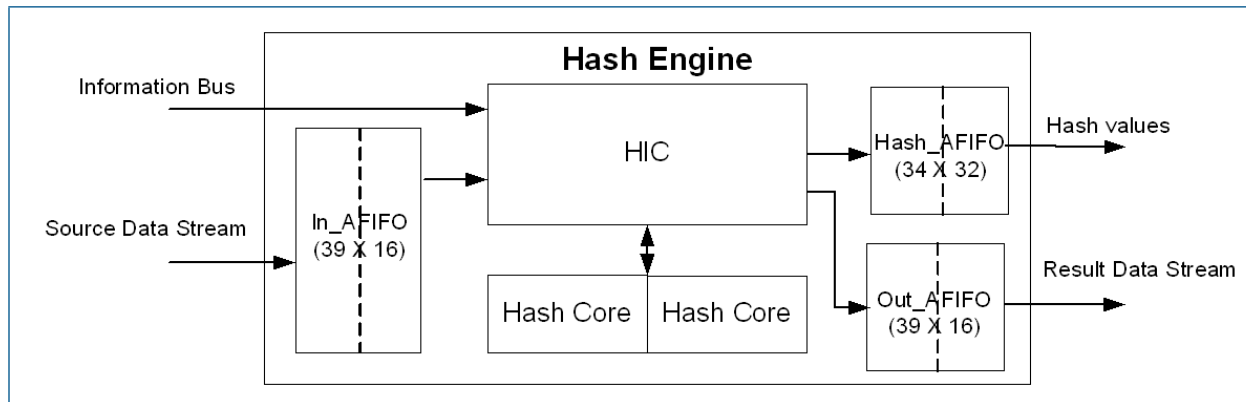 Hash Engine
Information Bus
HIC
Hash_AFIFO
(34 X 32)
Hash values
In_AFIFO
(39 X 16)
Source Data Stream
Hash Core
Hash Core
Out_AFIFO
(39 X 16)
Result Data Stream